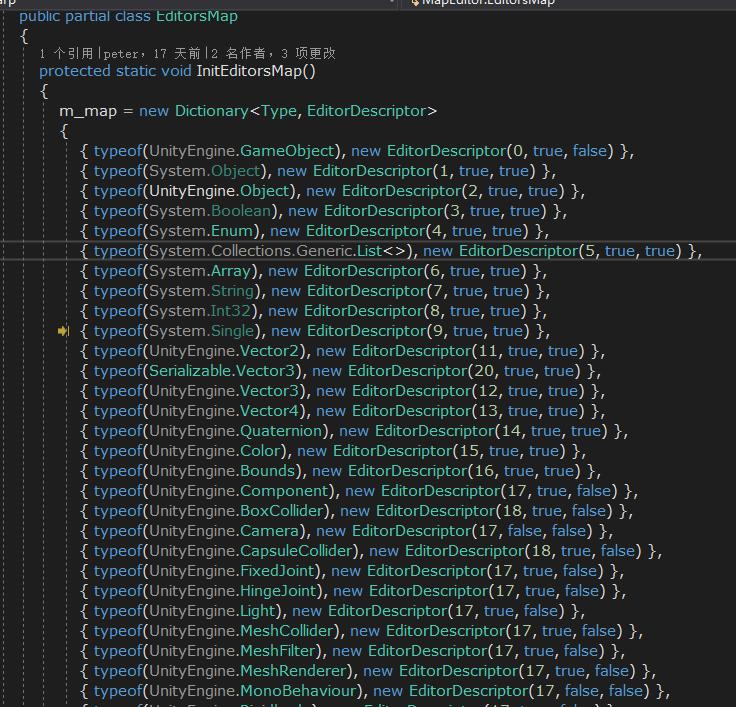 MapEditor.EditorsMap
public partial class EditorsMap
{
1 个引用|peter，17 天前|2 名作者，3 项更改
protected static void InitEditorsMap()
{
m_map = new Dictionary<Type, EditorDescriptor>
{
{ typeof(UnityEngine.GameObject), new EditorDescriptor(0, true, false) },
{ typeof(System.Object), new EditorDescriptor(1, true, true) },
{ typeof(UnityEngine.Object), new EditorDescriptor(2, true, true) },
{ typeof(System.Boolean), new EditorDescriptor(3, true, true) },
{ typeof(System.Enum), new EditorDescriptor(4, true, true) },
{ typeof(System.Collections.Generic.List<>), new EditorDescriptor(5, true, true) },
{ typeof(System.Array), new EditorDescriptor(6, true, true) },
{ typeof(System.String), new EditorDescriptor(7, true, true) },
{ typeof(System.Int32), new EditorDescriptor(8, true, true) },
{ typeof(System.Single), new EditorDescriptor(9, true, true) },
{ typeof(UnityEngine.Vector2), new EditorDescriptor(11, true, true) },
{ typeof(Serializable.Vector3), new EditorDescriptor(20, true, true) },
{ typeof(UnityEngine.Vector3), new EditorDescriptor(12, true, true) },
{ typeof(UnityEngine.Vector4), new EditorDescriptor(13, true, true) },
{ typeof(UnityEngine.Quaternion), new EditorDescriptor(14, true, true) },
{ typeof(UnityEngine.Color), new EditorDescriptor(15, true, true) },
{ typeof(UnityEngine.Bounds), new EditorDescriptor(16, true, true) },
{ typeof(UnityEngine.Component), new EditorDescriptor(17, true, false) },
{ typeof(UnityEngine.BoxCollider), new EditorDescriptor(18, true, false) },
{ typeof(UnityEngine.Camera), new EditorDescriptor(17, false, false) },
{ typeof(UnityEngine.CapsuleCollider), new EditorDescriptor(18, true, false) },
{ typeof(UnityEngine.FixedJoint), new EditorDescriptor(17, true, false) },
{ typeof(UnityEngine.HingeJoint), new EditorDescriptor(17, true, false) },
{ typeof(UnityEngine.Light), new EditorDescriptor(17, true, false) },
{ typeof(UnityEngine.MeshCollider), new EditorDescriptor(17, true, false) },
{ typeof(UnityEngine.MeshFilter), new EditorDescriptor(17, true, false) },
{ typeof(UnityEngine.MeshRenderer), new EditorDescriptor(17, true, false) },
{ typeof(UnityEngine.MonoBehaviour), new EditorDescriptor(17, false, false) },